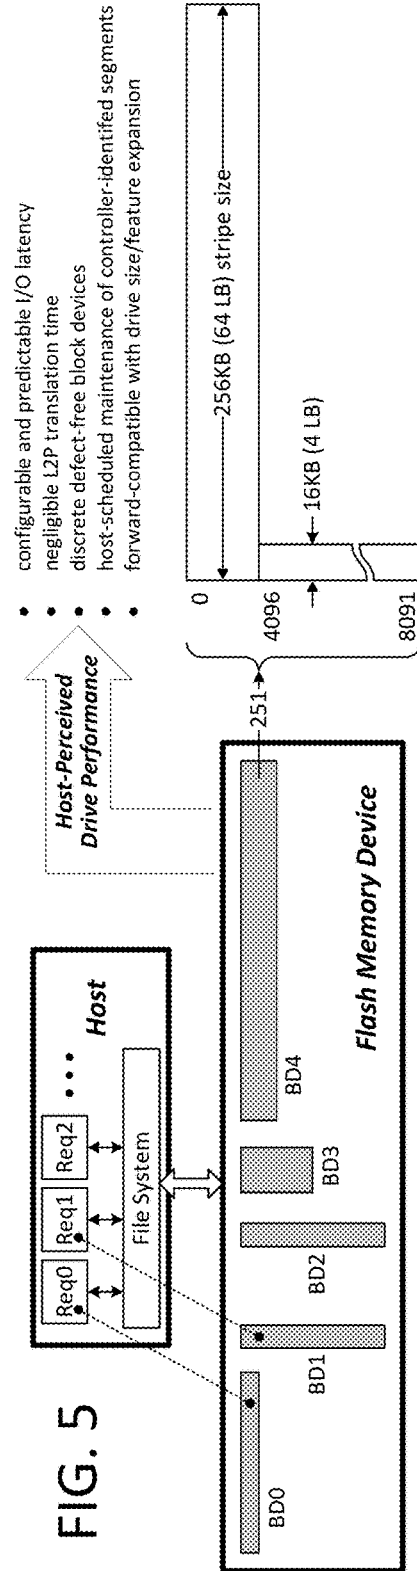 FIG. 5
Req0
Req1
Req2
• • •
Host
File System
Host-Perceived
Drive Performance
• configurable and predictable I/O latency
• negligible L2P translation time
• discrete defect-free block devices
• host-scheduled maintenance of controller-identifed segments
• forward-compatible with drive size/feature expansion
BD0
BD1
BD2
BD3
BD4
Flash Memory Device
251
0
256KB (64 LB) stripe size
4096
16KB (4 LB)
8091